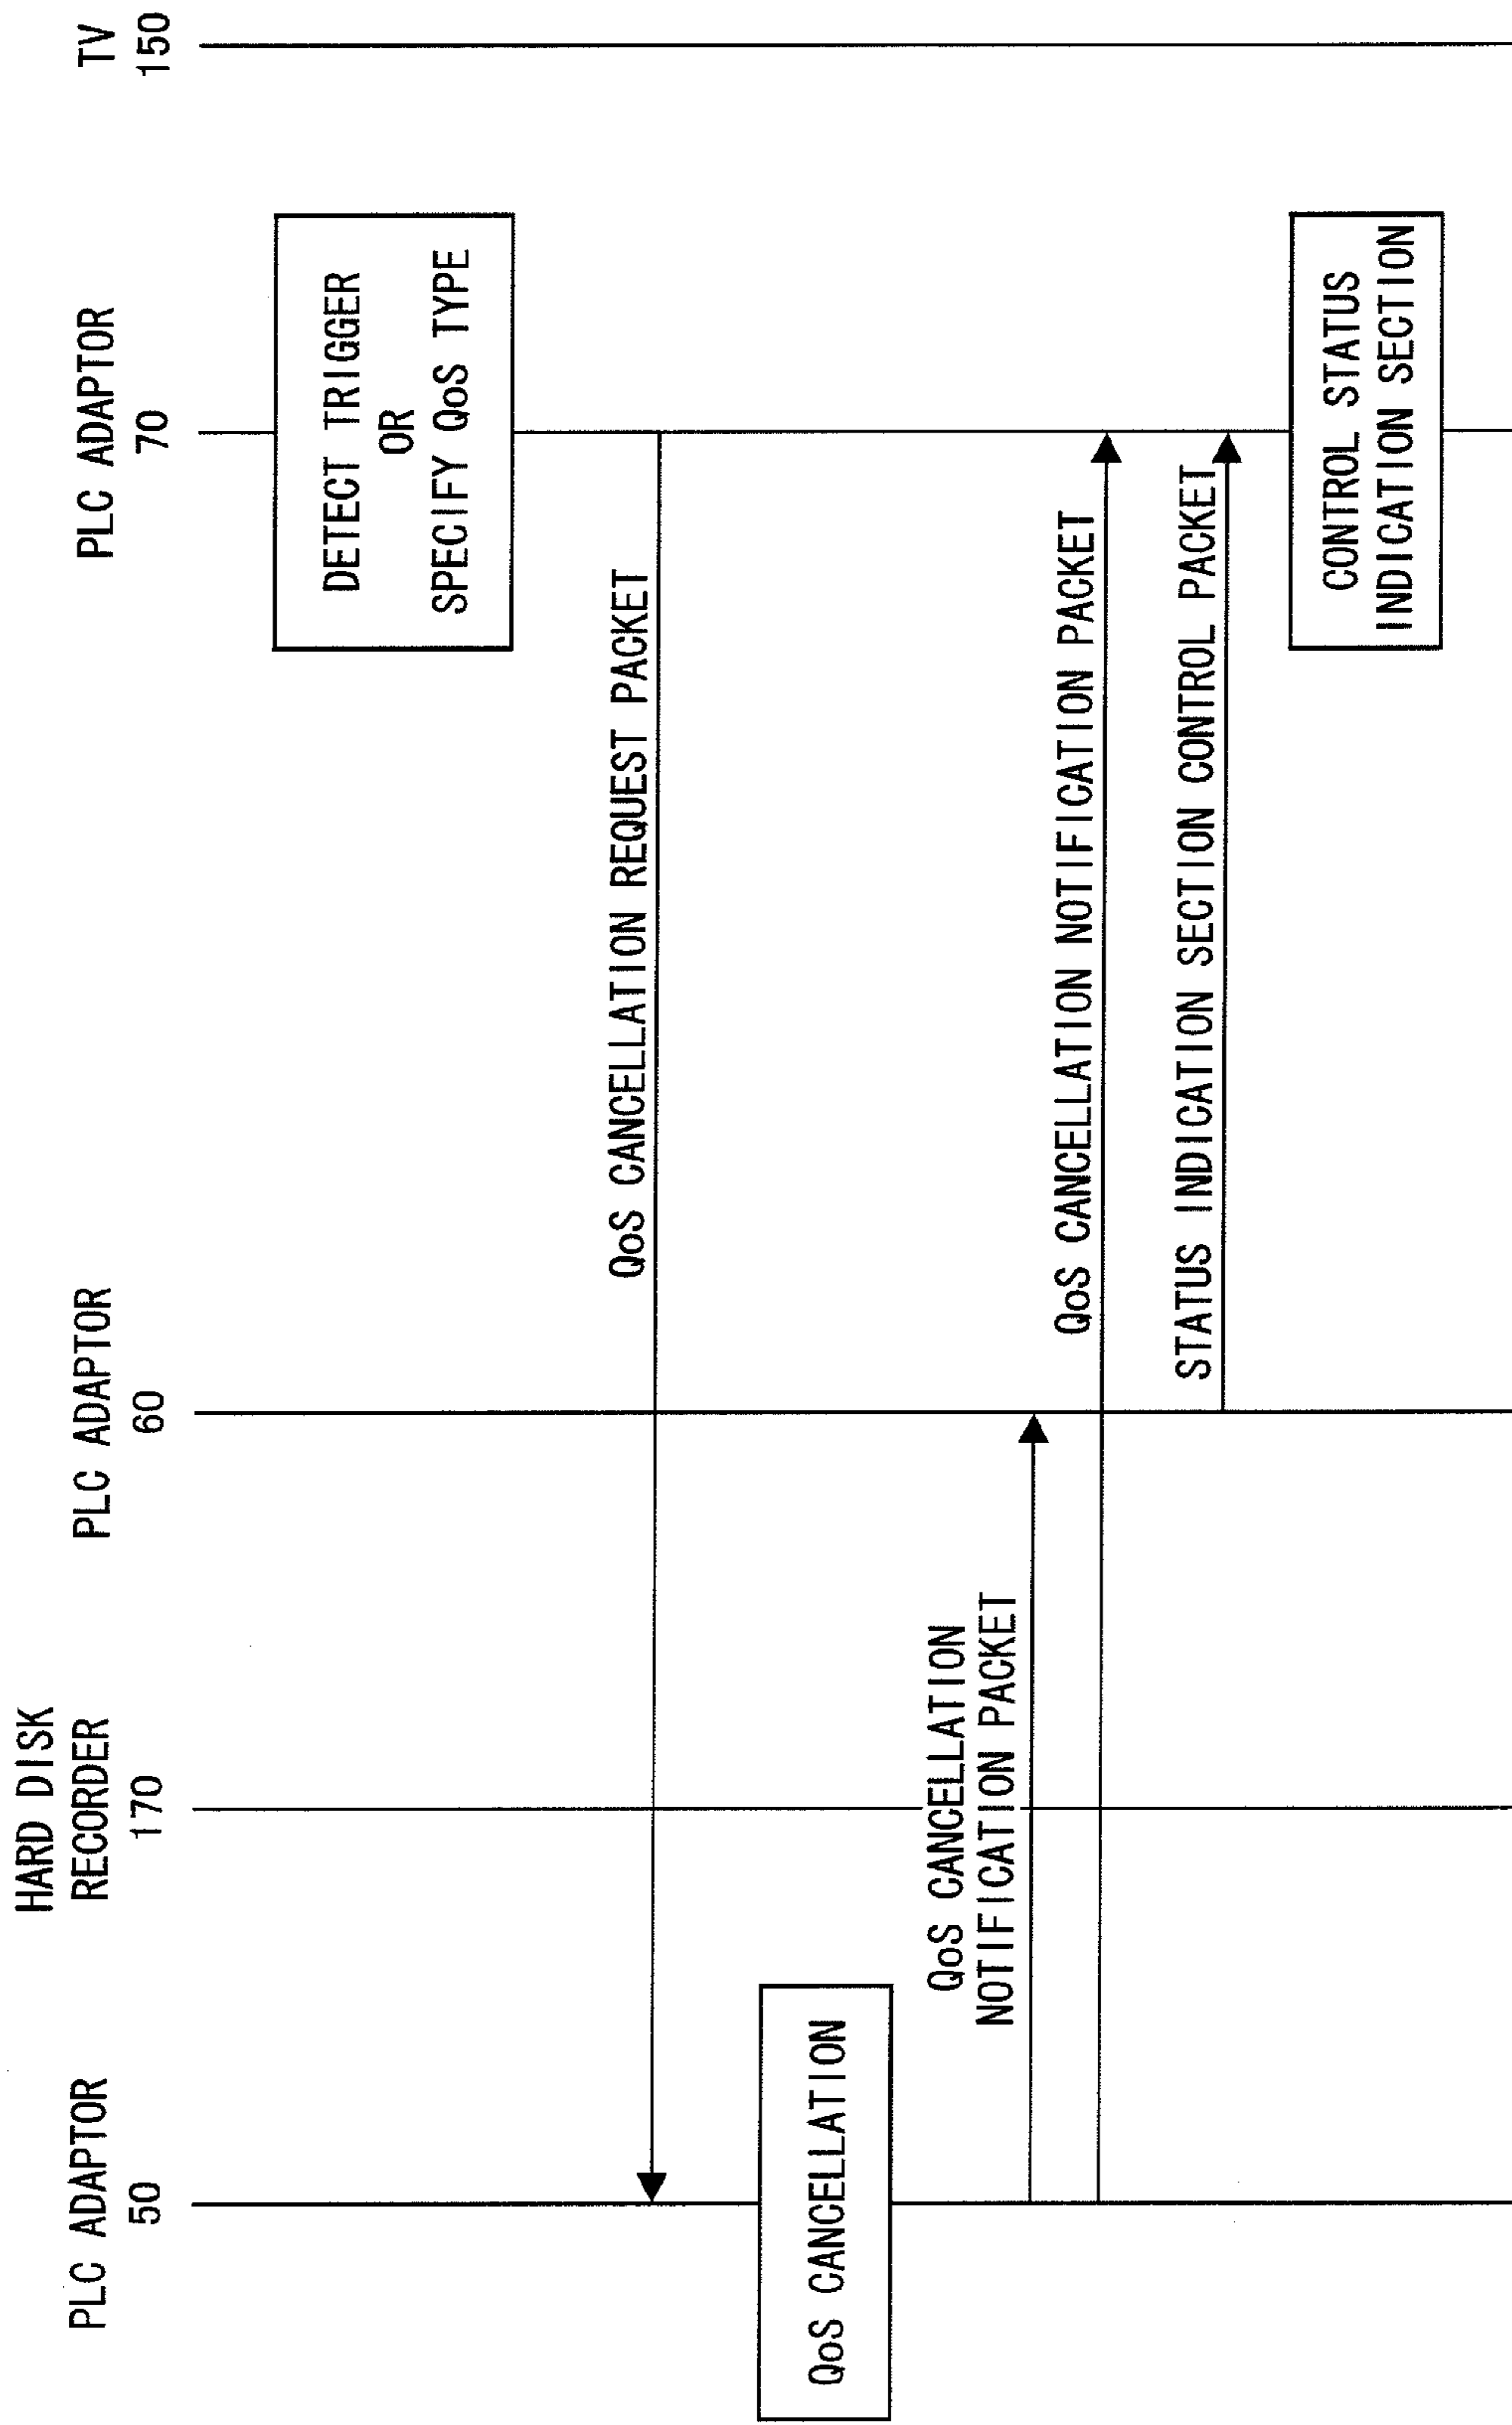 PLC ADAPTOR
50
HARD DISK
RECORDER
170
PLC ADAPTOR
60
PLC ADAPTOR
70
TV
150
DETECT TRIGGER
OR
SPECIFY QoS TYPE
QoS CANCELLATION REQUEST PACKET
QoS CANCELLATION
QoS CANCELLATION
NOTIFICATION PACKET
QoS CANCELLATION NOTIFICATION PACKET
STATUS INDICATION SECTION CONTROL PACKET
CONTROL STATUS
INDICATION SECTION